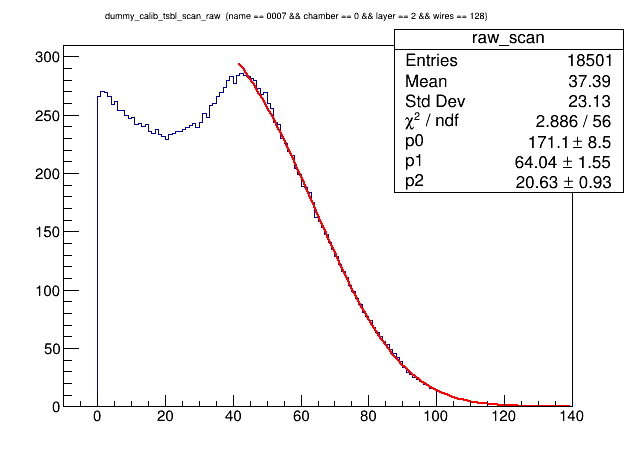 dummy_calib_tsbl_scan_raw (name == 0007 && chamber == 0 && layer == 2 && wires == 128)
raw_scan
Entries 18501
Mean 37.39
Std Dev 23.13
χ² / ndf 2.886 / 56
p0 171.1 ± 8.5
p1 64.04 ± 1.55
p2 20.63 ± 0.93
300
250
200
150
100
50
0
0 20 40 60 80 100 120 140